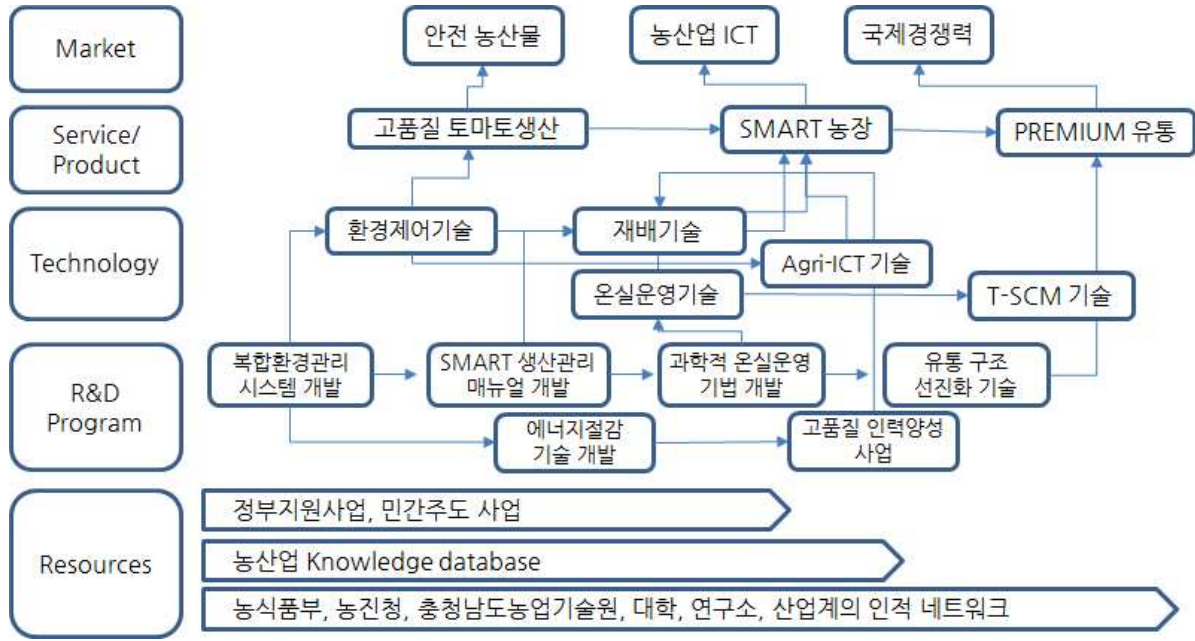 Market
안전 농산물
농산업 ICT
국제경쟁력
Service/
Product
고품질 토마토생산
SMART 농장
PREMIUM 유통
Technology
환경제어기술
재배기술
Agri-ICT 기술
온실운영기술
T-SCM 기술
R&D
Program
복합환경관리
시스템 개발
SMART 생산관리
매뉴얼 개발
과학적 온실운영
기법 개발
유통 구조
선진화 기술
에너지절감
기술 개발
고품질 인력양성
사업
Resources
정부지원사업, 민간주도 사업
농산업 Knowledge database
농식품부, 농진청, 충청남도농업기술원, 대학, 연구소, 산업계의 인적 네트워크